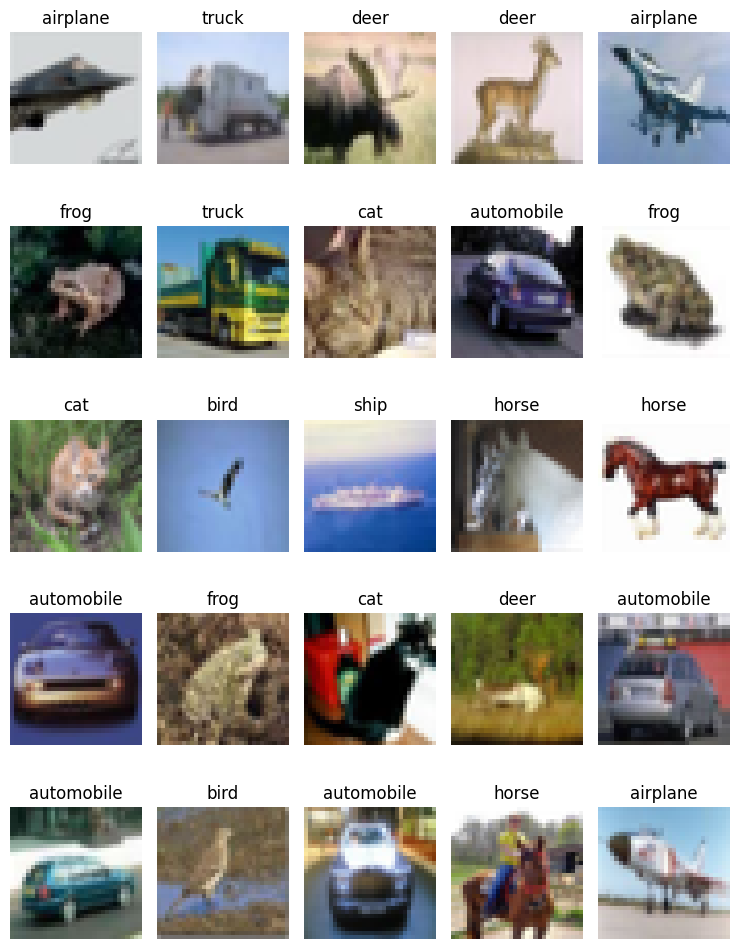 airplane truck deer deer airplane
frog truck cat automobile frog
cat bird ship horse horse
automobile frog cat deer automobile
automobile bird automobile horse airplane